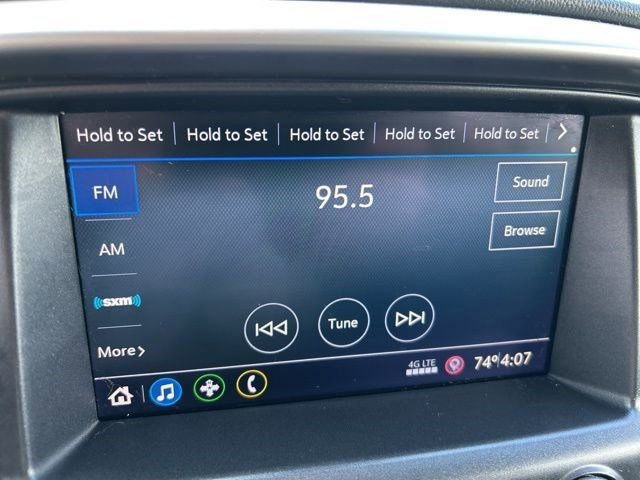 Hold to Set Hold to Set Hold to Set Hold to Set Hold to Set >
FM 95.5 Sound
Browse
AM
sxm
Tune
More >
4G LTE 74° 4:07